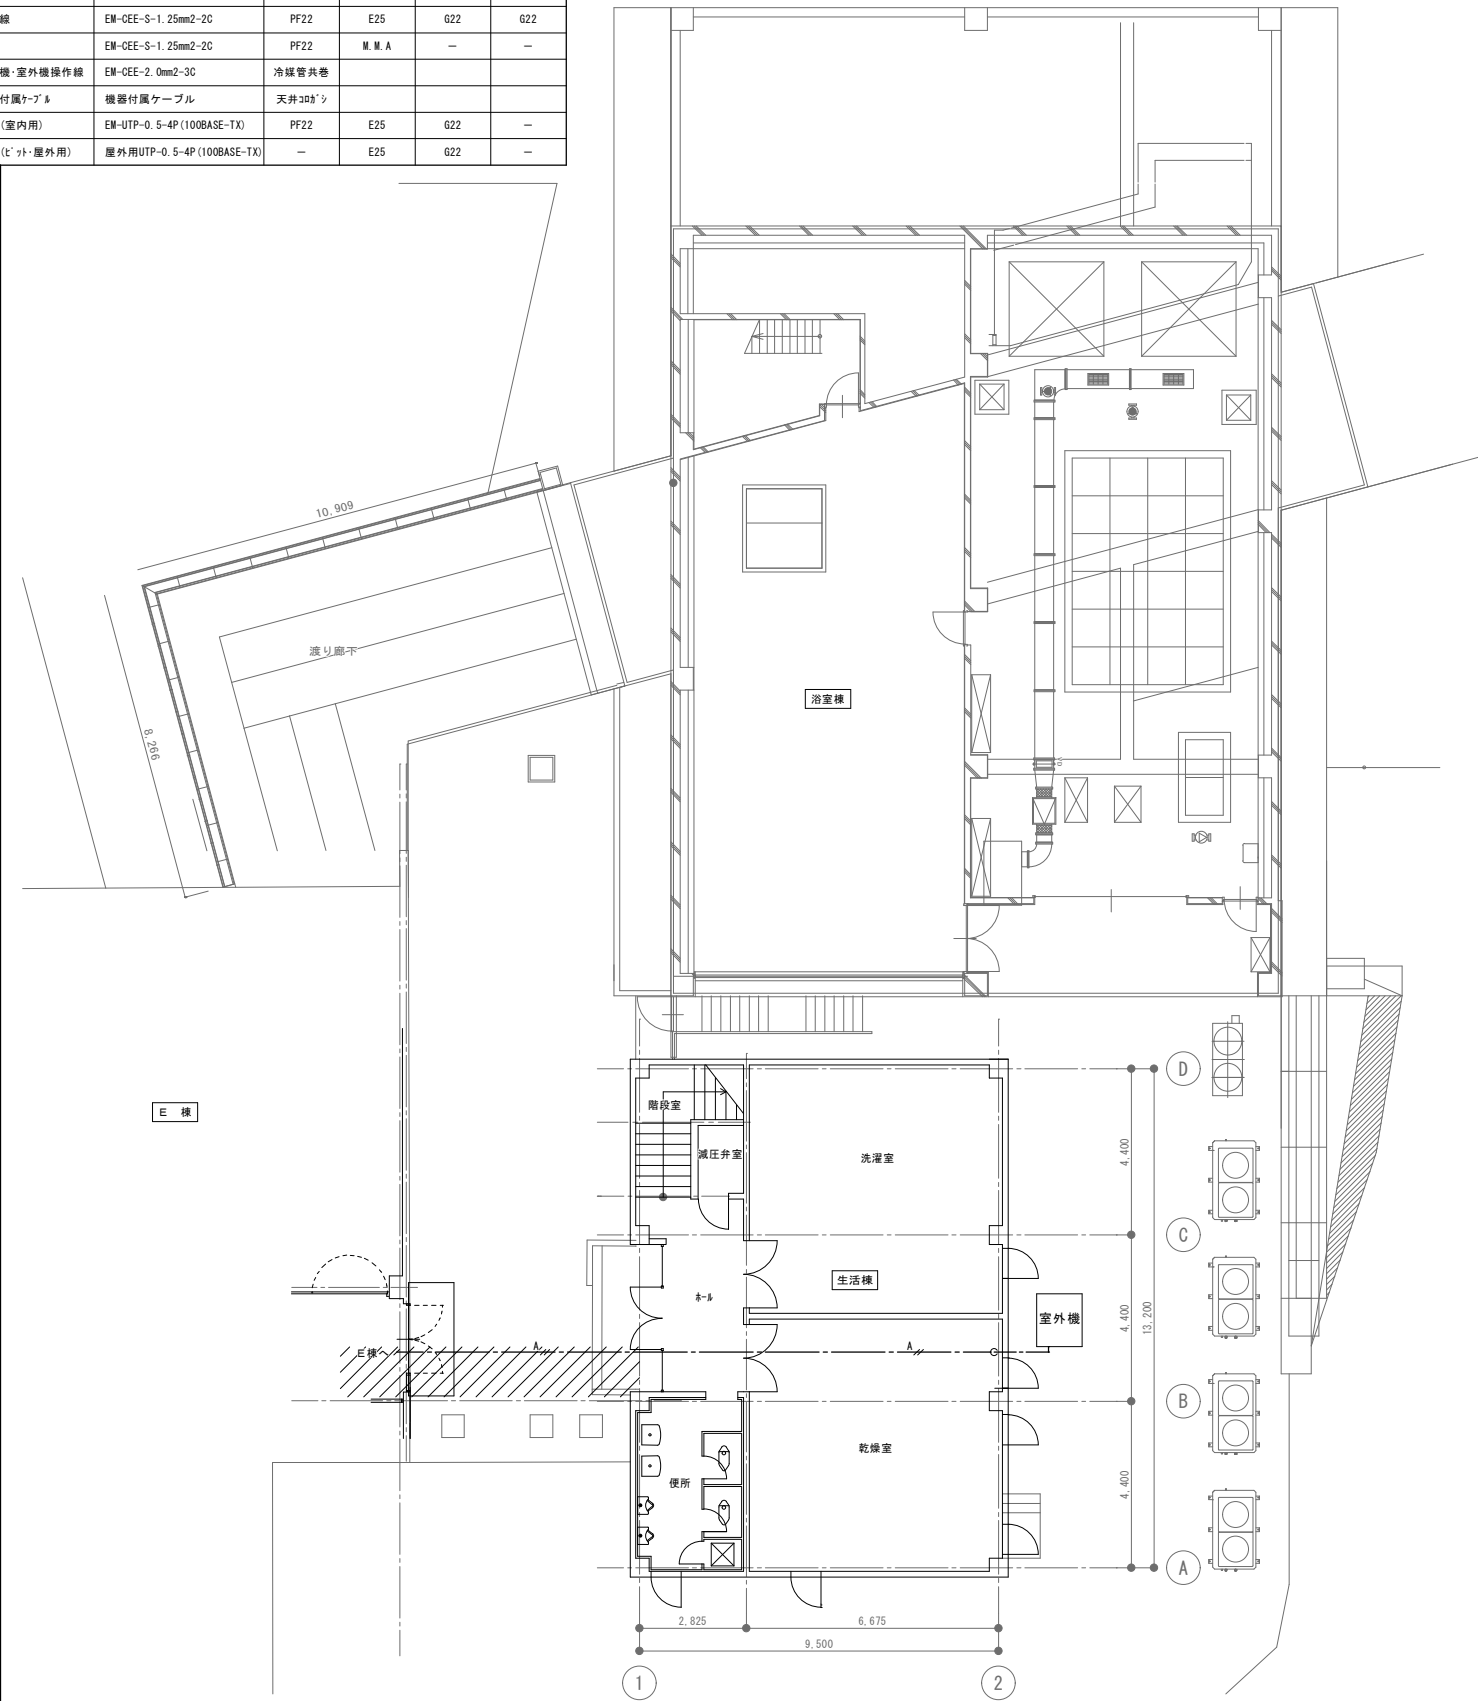 線 EM-CEE-S-1.25mm2-2C PF22 E25 G22 G22
EM-CEE-S-1.25mm2-2C PF22 M.M.A — —
機・室外機操作線 EM-CEE-2.0mm2-3C 冷媒管共巻
付属ｹｰﾌﾞﾙ 機器付属ケーブル 天井ｺﾛｶﾞｼ
(室内用) EM-UTP-0.5-4P(100BASE-TX) PF22 E25 G22 —
(ﾋﾟｯﾄ・屋外用) 屋外用UTP-0.5-4P(100BASE-TX) — E25 G22 —
10,909
渡り廊下
8,266
浴室棟
VD
E 棟
階段室
減圧弁室
洗濯室
D
4,400
C
生活棟
ホール
室外機
4,400
13,200
E棟へ
A
A
B
乾燥室
便所
4,400
A
2,825
6,675
9,500
1
2